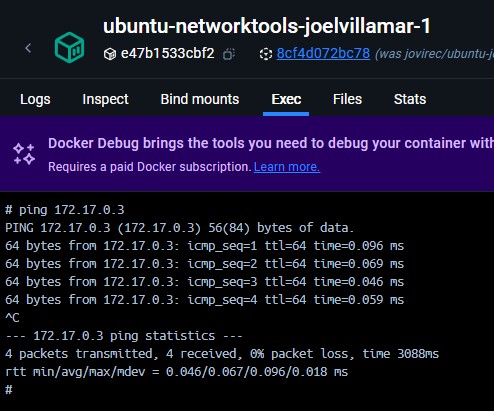 ubuntu-networktools-joelvillamar-1
e47b1533cbf2 8cf4d072bc78 (was jovirec/ubuntu-
Logs Inspect Bind mounts Exec Files Stats
Docker Debug brings the tools you need to debug your container with
Requires a paid Docker subscription. Learn more.
# ping 172.17.0.3
PING 172.17.0.3 (172.17.0.3) 56(84) bytes of data.
64 bytes from 172.17.0.3: icmp_seq=1 ttl=64 time=0.096 ms
64 bytes from 172.17.0.3: icmp_seq=2 ttl=64 time=0.069 ms
64 bytes from 172.17.0.3: icmp_seq=3 ttl=64 time=0.046 ms
64 bytes from 172.17.0.3: icmp_seq=4 ttl=64 time=0.059 ms
^C
--- 172.17.0.3 ping statistics ---
4 packets transmitted, 4 received, 0% packet loss, time 3088ms
rtt min/avg/max/mdev = 0.046/0.067/0.096/0.018 ms
#